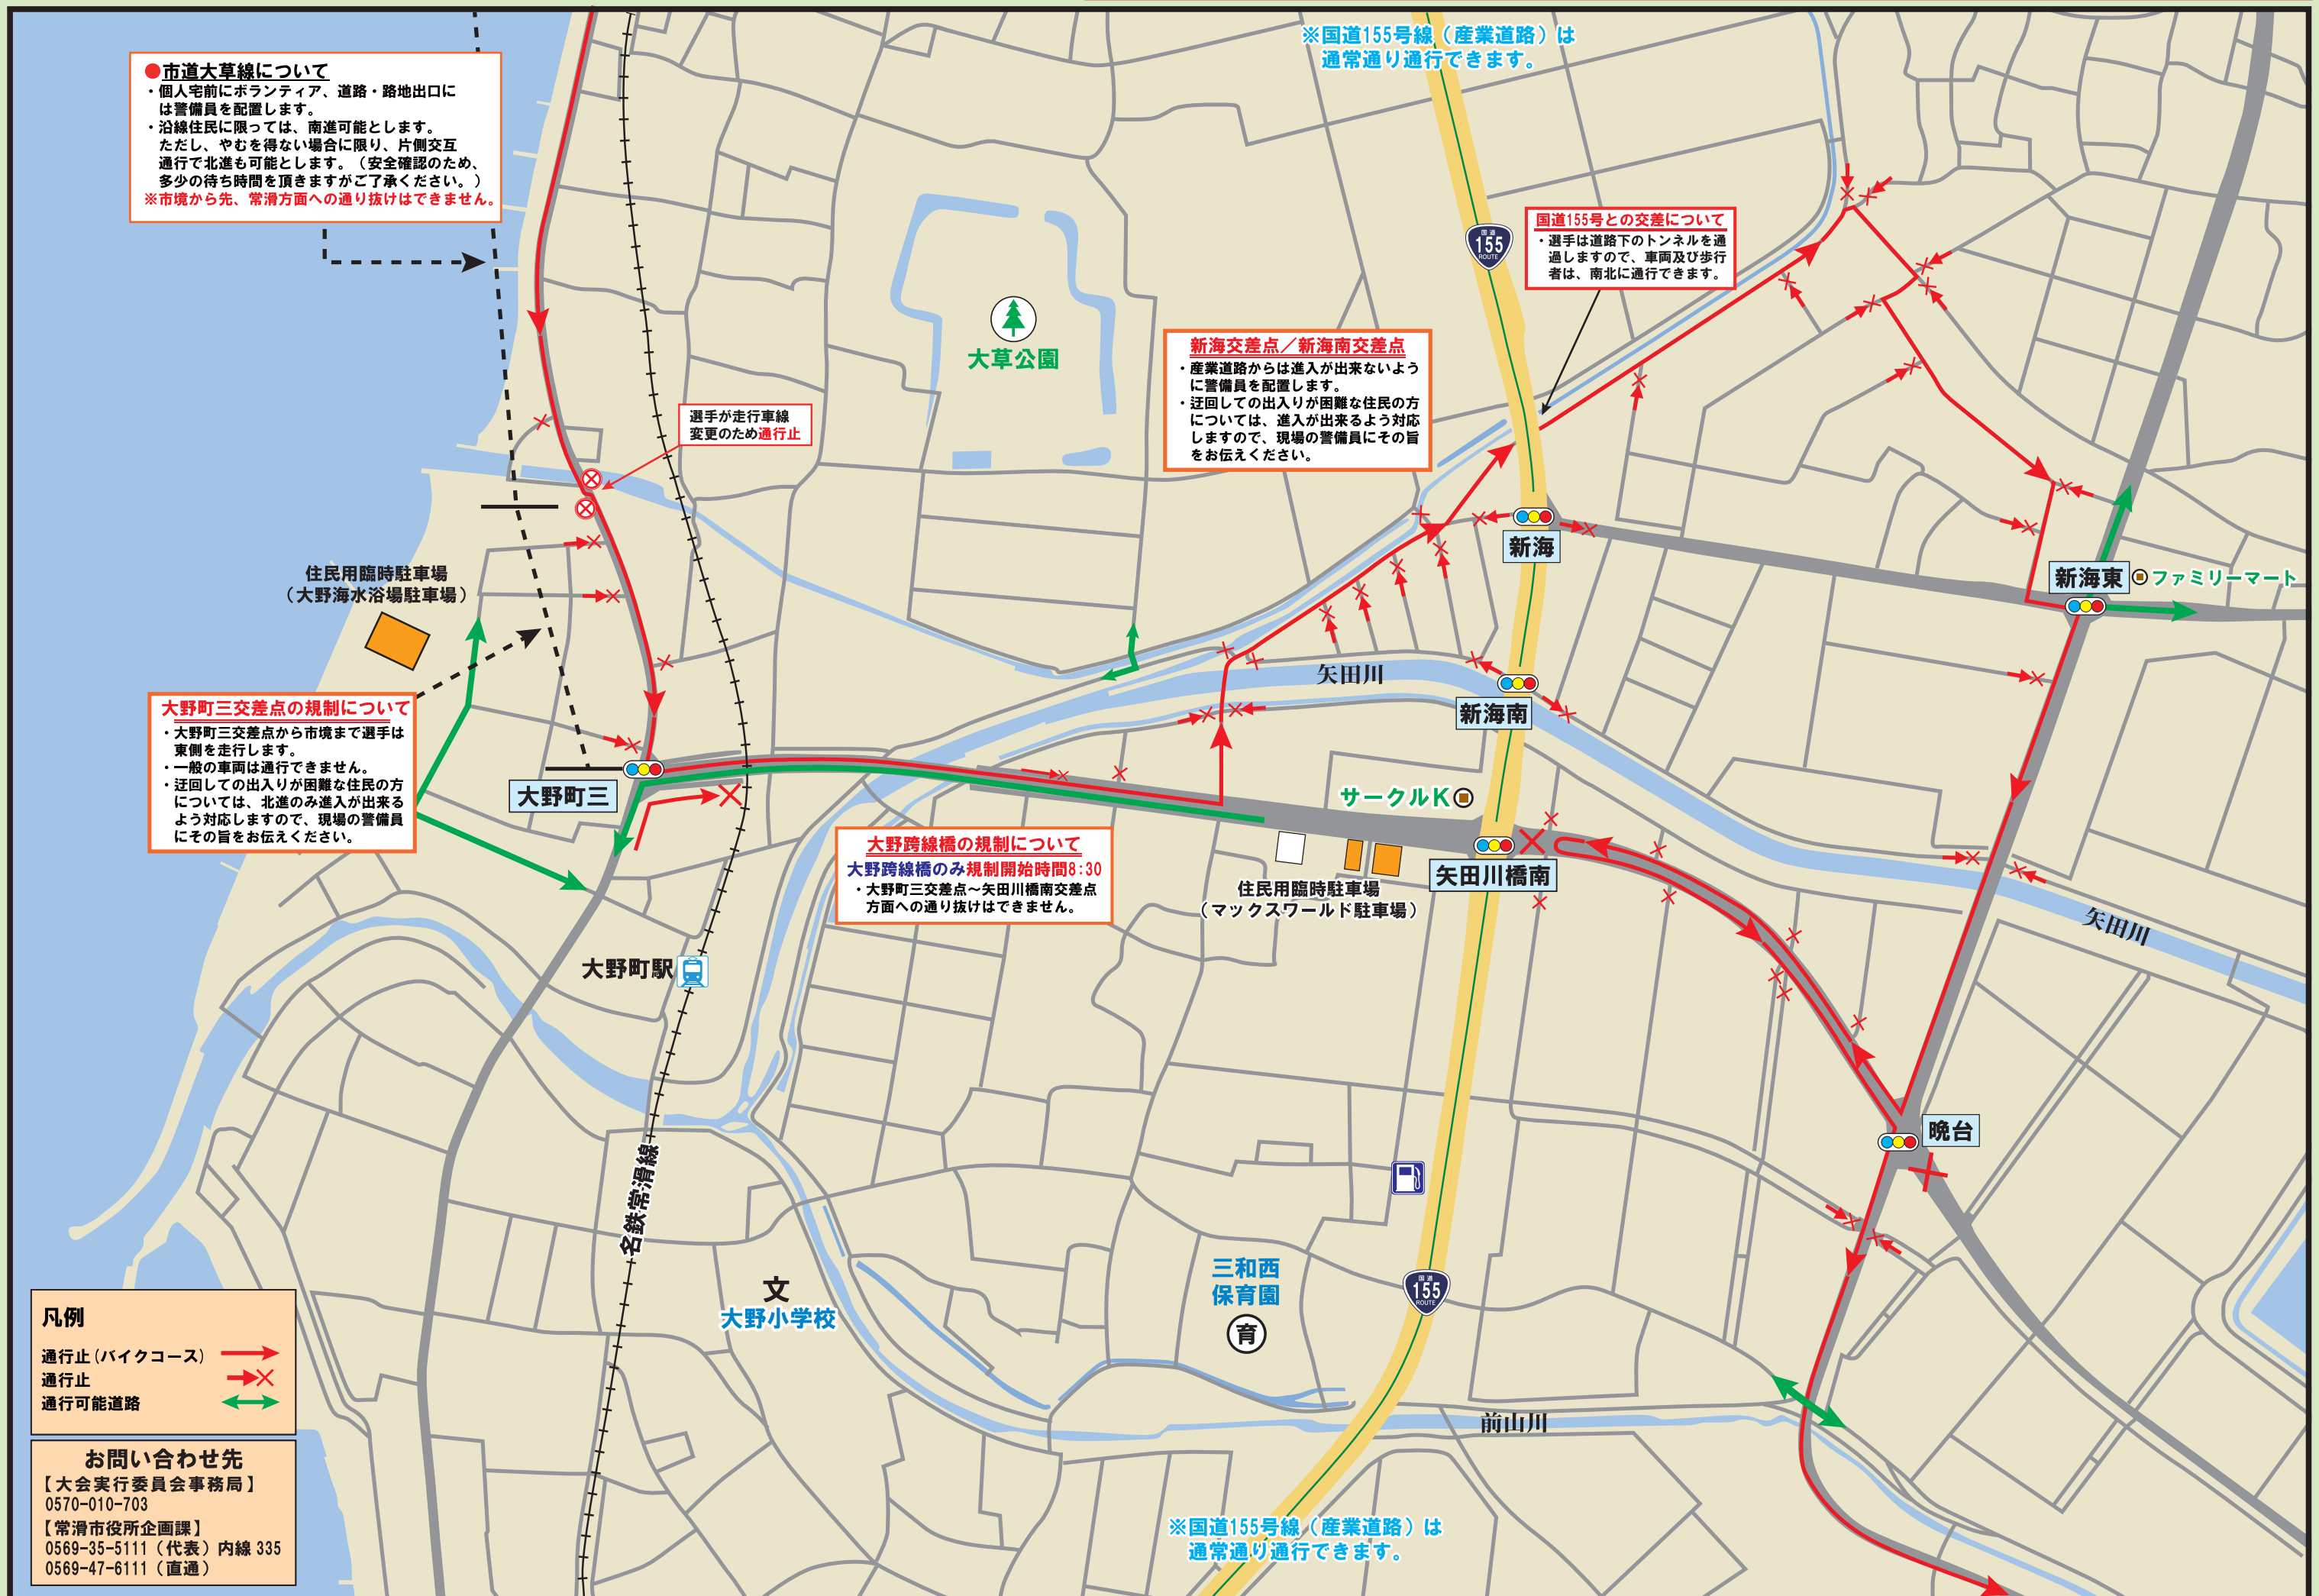 ※国道155号線（産業道路）は
通常通り通行できます。
●市道大草線について
・個人宅前にボランティア、道路・路地出口に
は警備員を配置します。
・沿線住民に限っては、南進可能とします。
ただし、やむを得ない場合に限り、片側交互
通行で北進も可能とします。（安全確認のため、
多少の待ち時間を頂きますがご了承ください。）
※市境から先、常滑方面への通り抜けはできません。
国道
155
ROUTE
国道155号との交差について
・選手は道路下のトンネルを通
過しますので、車両及び歩行
者は、南北に通行できます。
大草公園
新海交差点／新海南交差点
・産業道路からは進入が出来ないよう
に警備員を配置します。
・迂回しての出入りが困難な住民の方
については、進入が出来るよう対応
しますので、現場の警備員にその旨
をお伝えください。
選手が走行車線
変更のため通行止
新海
新海東
ファミリーマート
住民用臨時駐車場
（大野海水浴場駐車場）
矢田川
新海南
大野町三交差点の規制について
・大野町三交差点から市境まで選手は
東側を走行します。
・一般の車両は通行できません。
・迂回しての出入りが困難な住民の方
については、北進のみ進入が出来る
よう対応しますので、現場の警備員
にその旨をお伝えください。
大野町三
サークルK
大野跨線橋の規制について
大野跨線橋のみ規制開始時間8:30
・大野町三交差点～矢田川橋南交差点
方面への通り抜けはできません。
矢田川橋南
住民用臨時駐車場
（マックスワールド駐車場）
矢田川
大野町駅
晩台
名鉄常滑線
三和西
保育園
育
国道
155
ROUTE
文
大野小学校
前山川
凡例
通行止(バイクコース)
通行止
通行可能道路
お問い合わせ先
【大会実行委員会事務局】
0570-010-703
【常滑市役所企画課】
0569-35-5111（代表）内線 335
0569-47-6111（直通）
※国道155号線（産業道路）は
通常通り通行できます。